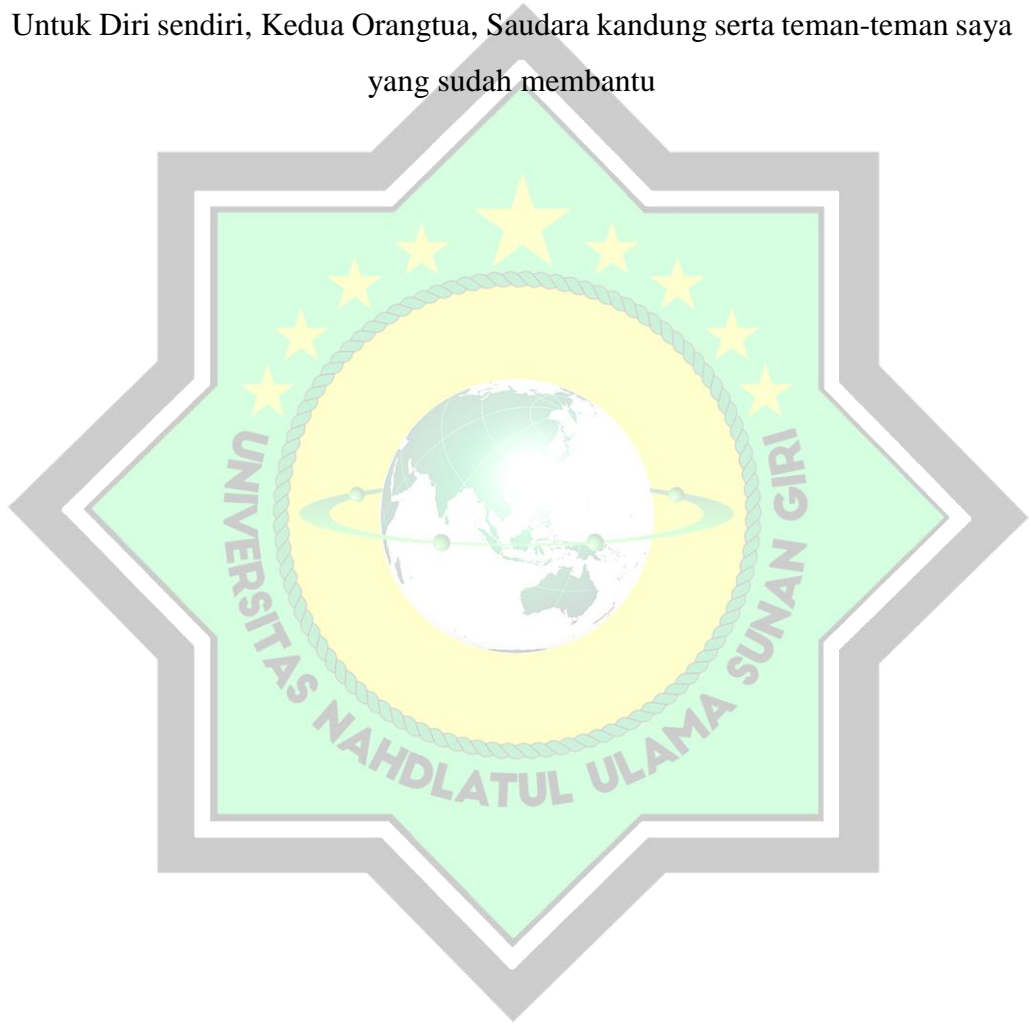 Untuk Diri sendiri, Kedua Orangtua, Saudara kandung serta teman-teman saya
yang sudah membantu
UNIVERSITAS NAHDLATUL ULAMA SUNAN GIRI